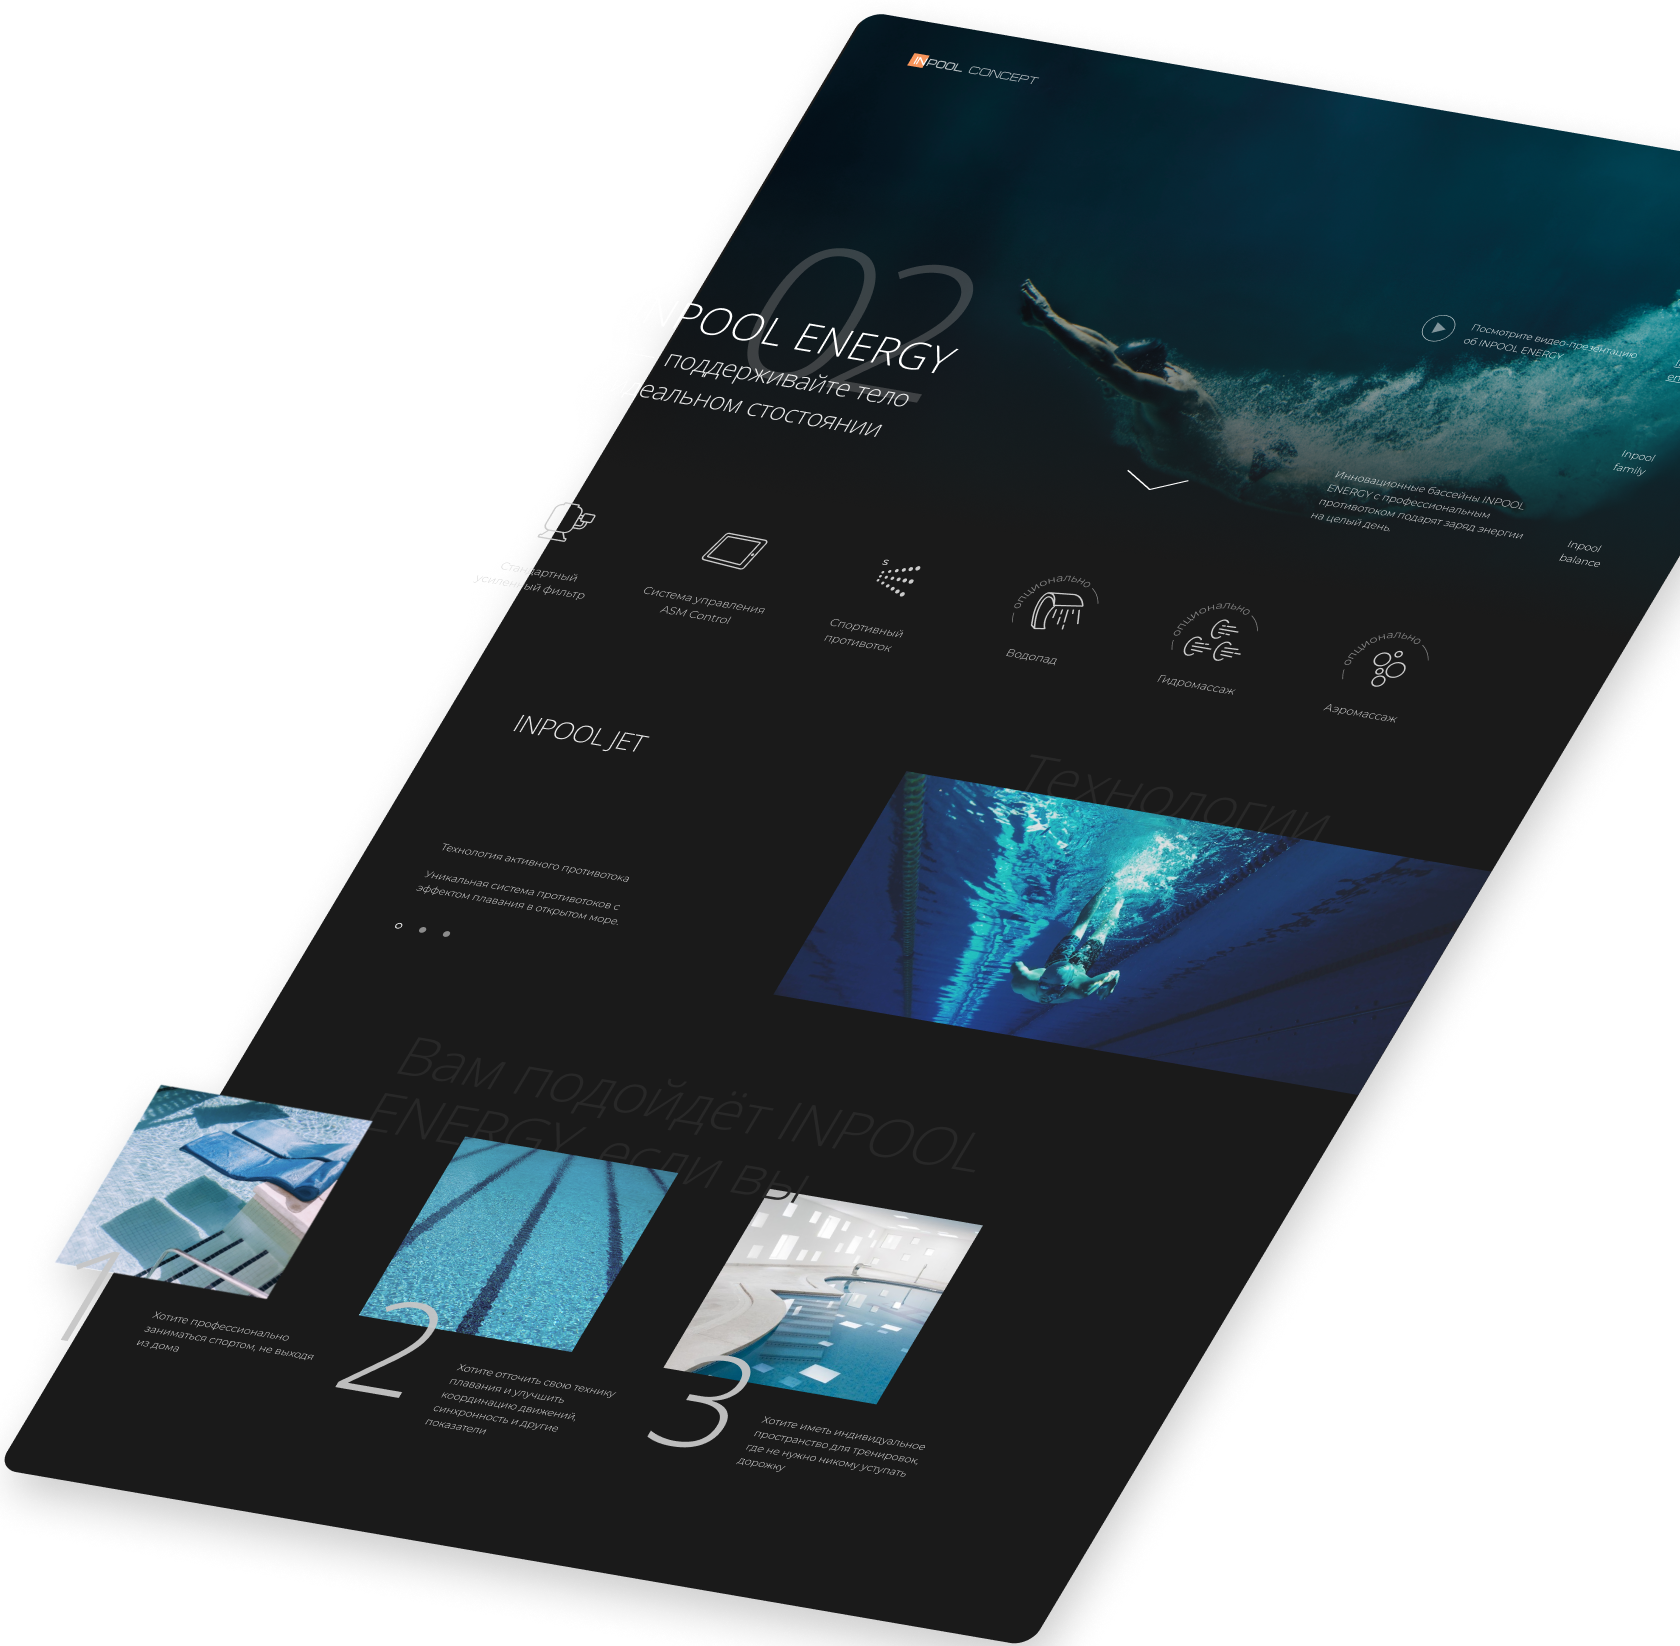 INPOOL CONCEPT
02
INPOOL ENERGY
поддерживайте тело
деальном стостоянии
Посмотрите видео-презентацию
об INPOOL ENERGY
Inpool
family
Инновационные бассейны INPOOL
ENERGY с профессиональным
противотоком подарят заряд энергии
на целый день.
Inpool
balance
Стандартный
усиленный фильтр
Система управления
ASM Control
S
Спортивный
противоток
опционально
Водопад
опционально
Гидромассаж
опционально
Аэромассаж
INPOOL JET
Технологии
Технология активного противотока
Уникальная система противотоков с
эффектом плавания в открытом море.
Вам подойдёт INPOOL
ENERGY, если вы
1
Хотите профессионально
заниматься спортом, не выходя
из дома
2
Хотите отточить свою технику
плавания и улучшить
координацию движений,
синхронность и другие
показатели
3
Хотите иметь индивидуальное
пространство для тренировок,
где не нужно никому уступать
дорожку